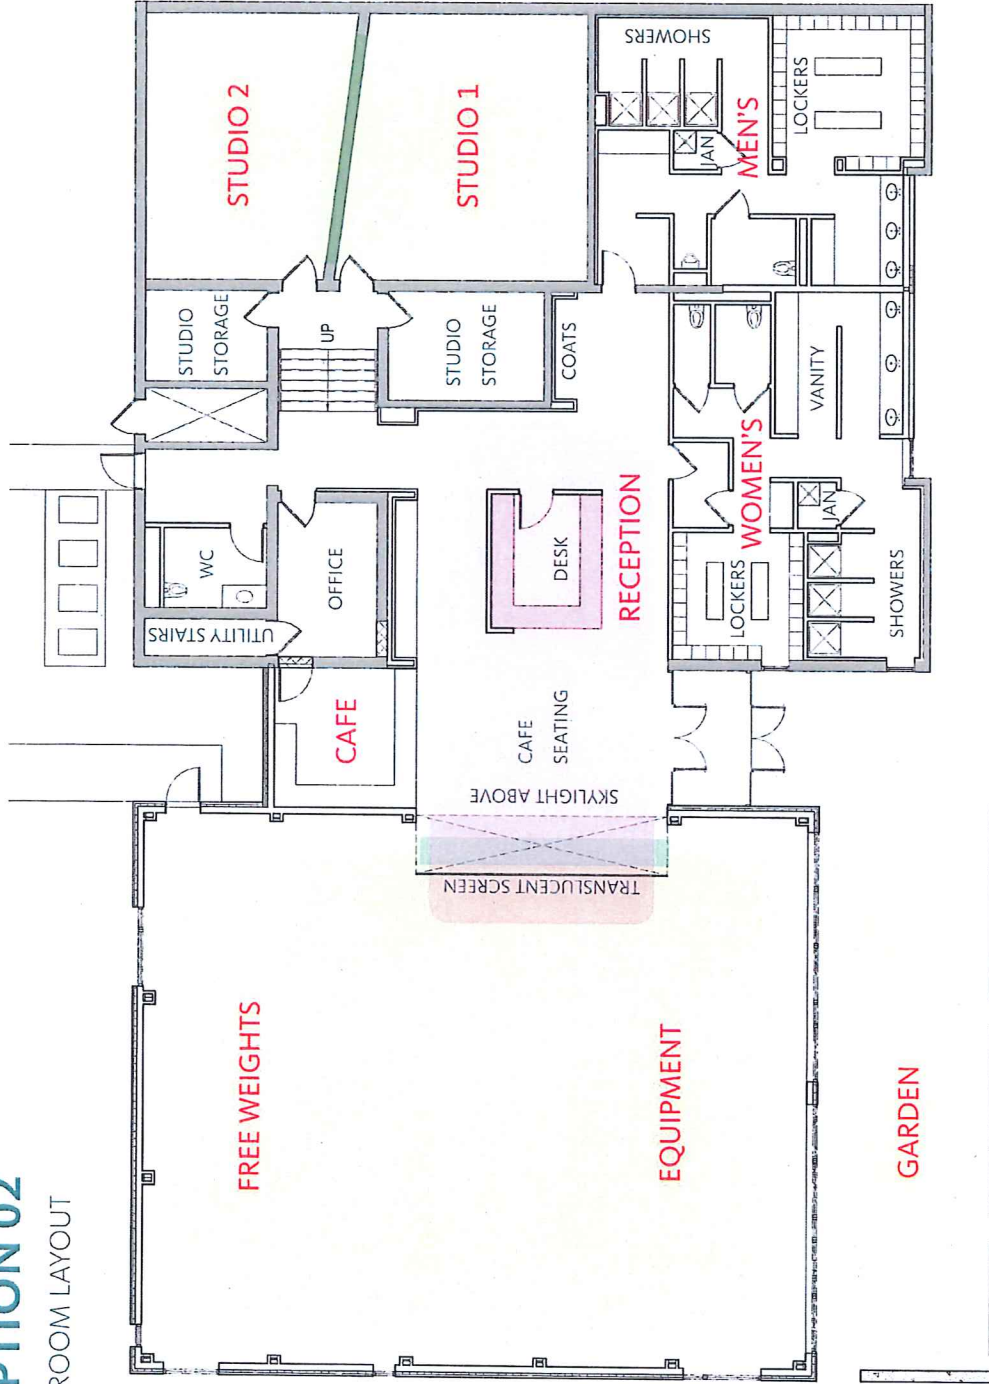 PTION 02
ROOM LAYOUT
UTILITY STAIRS
WC
STUDIO
STORAGE
STUDIO 2
FREE WEIGHTS
CAFE
OFFICE
UP
STUDIO
STORAGE
STUDIO 1
TRANSLUCENT SCREEN
SKYLIGHT ABOVE
CAFE
SEATING
DESK
COATS
RECEPTION
EQUIPMENT
SHOWERS
JAN
MEN'S
LOCKERS
LOCKERS
WOMEN'S
VANITY
JAN
SHOWERS
GARDEN